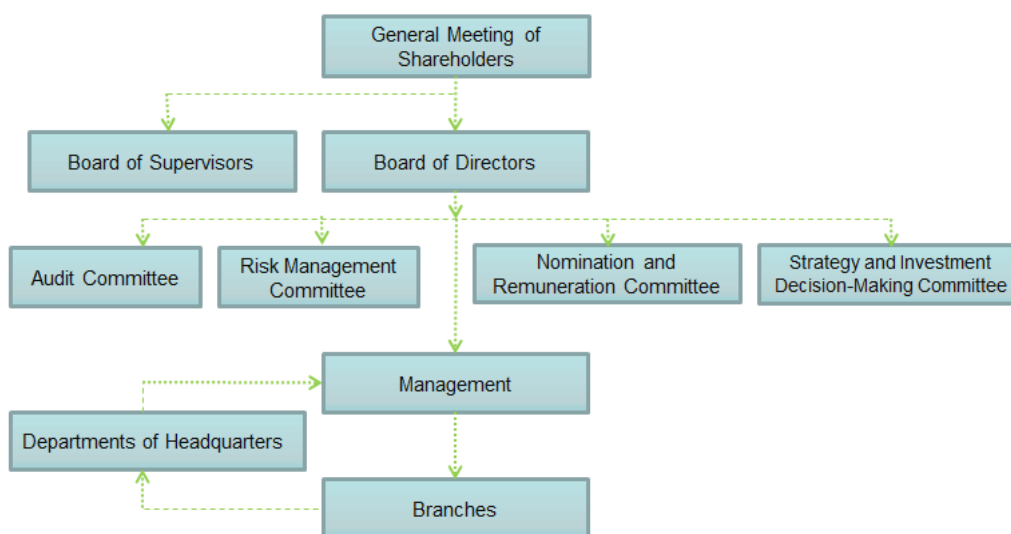 General Meeting of
Shareholders
Board of Supervisors
Board of Directors
Audit Committee
Risk Management
Committee
Nomination and
Remuneration Committee
Strategy and Investment
Decision-Making Committee
Management
Departments of Headquarters
Branches